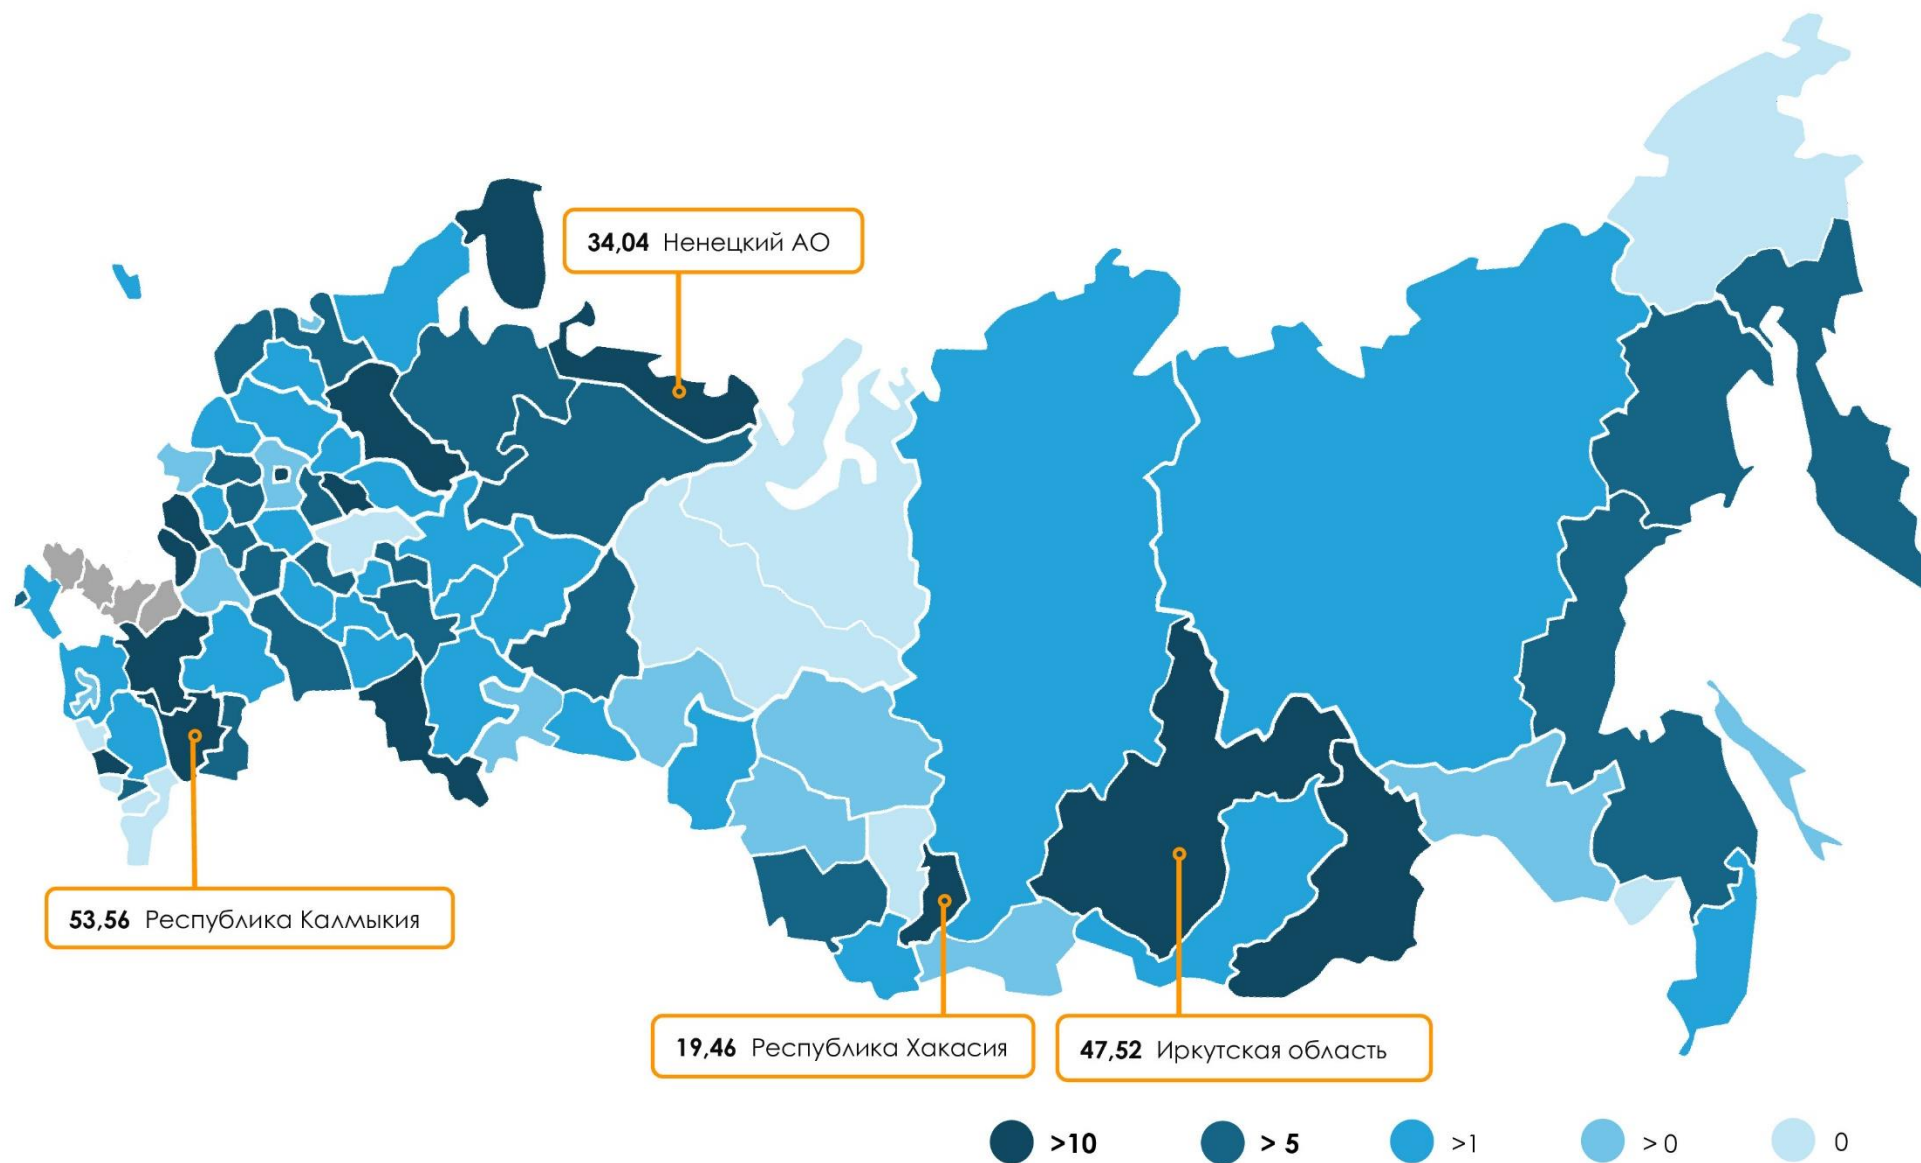 34,04 Ненецкий АО
53,56 Республика Калмыкия
19,46 Республика Хакасия
47,52 Иркутская область
>10
> 5
>1
> 0
0